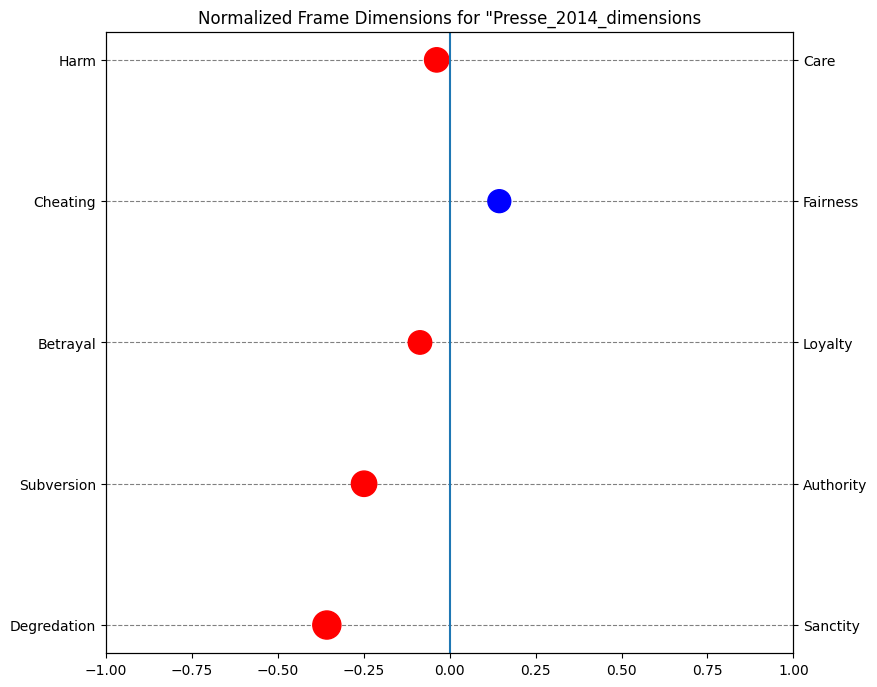 Normalized Frame Dimensions for "Presse_2014_dimensions
Harm
Care
Cheating
Fairness
Betrayal
Loyalty
Subversion
Authority
Degredation
Sanctity
−1.00 −0.75 −0.50 −0.25 0.00 0.25 0.50 0.75 1.00